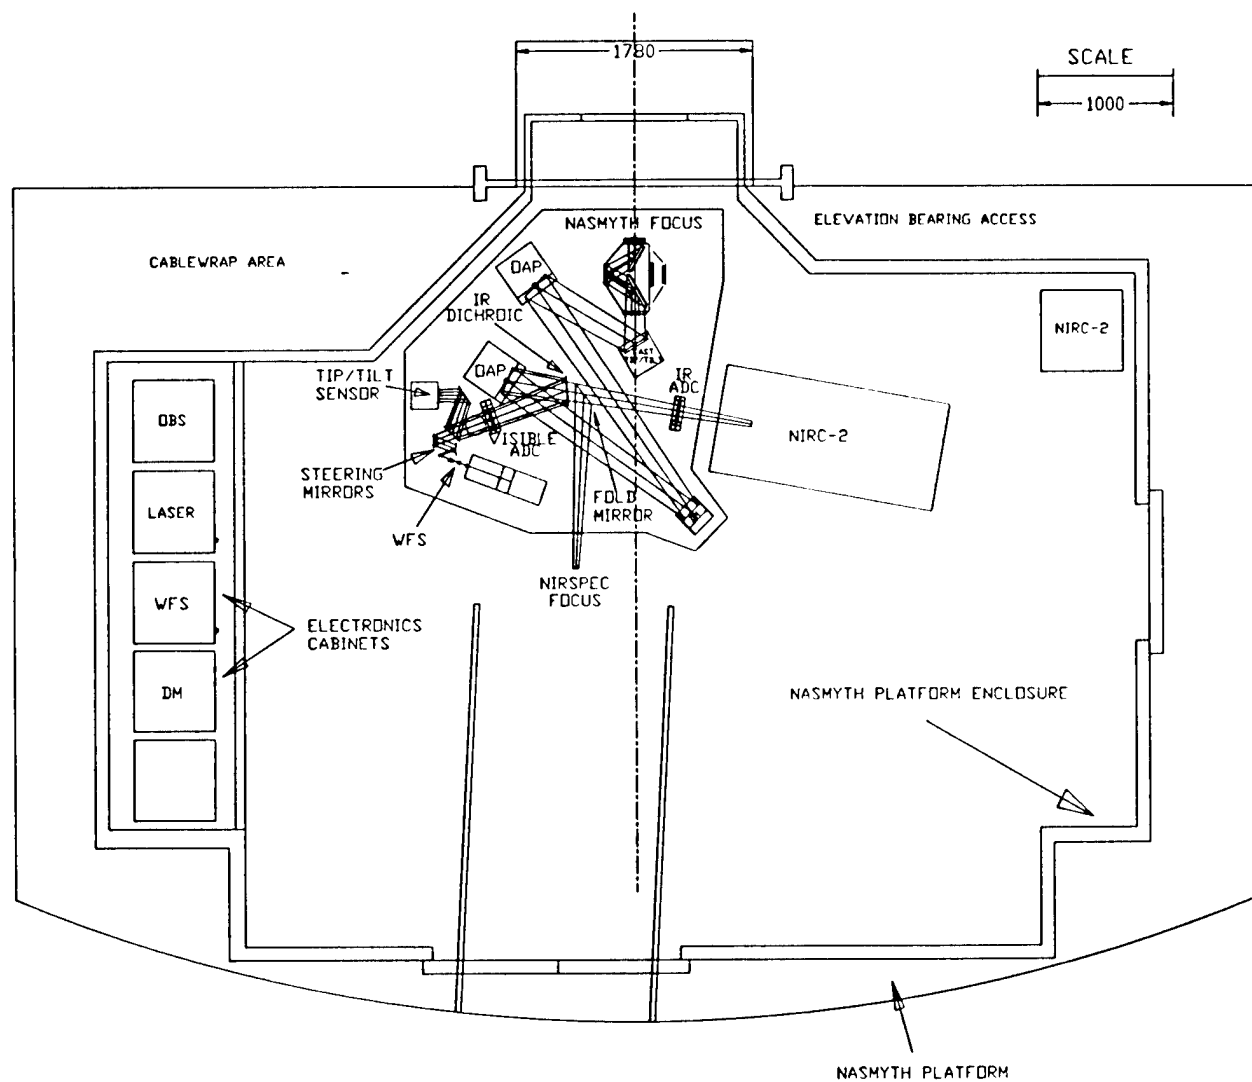 1780
SCALE
1000
NASMYTH FOCUS
ELEVATION BEARING ACCESS
CABLEWRAP AREA
OAP
IR
DICHROIC
NIRC-2
TIP/TILT
SENSOR
OAP
IR
ADC
OBS
VISIBLE
ADC
NIRC-2
STEERING
MIRRORS
FOLD
MIRROR
LASER
WFS
NIRSPEC
FOCUS
WFS
ELECTRONICS
CABINETS
DM
NASMYTH PLATFORM ENCLOSURE
NASMYTH PLATFORM